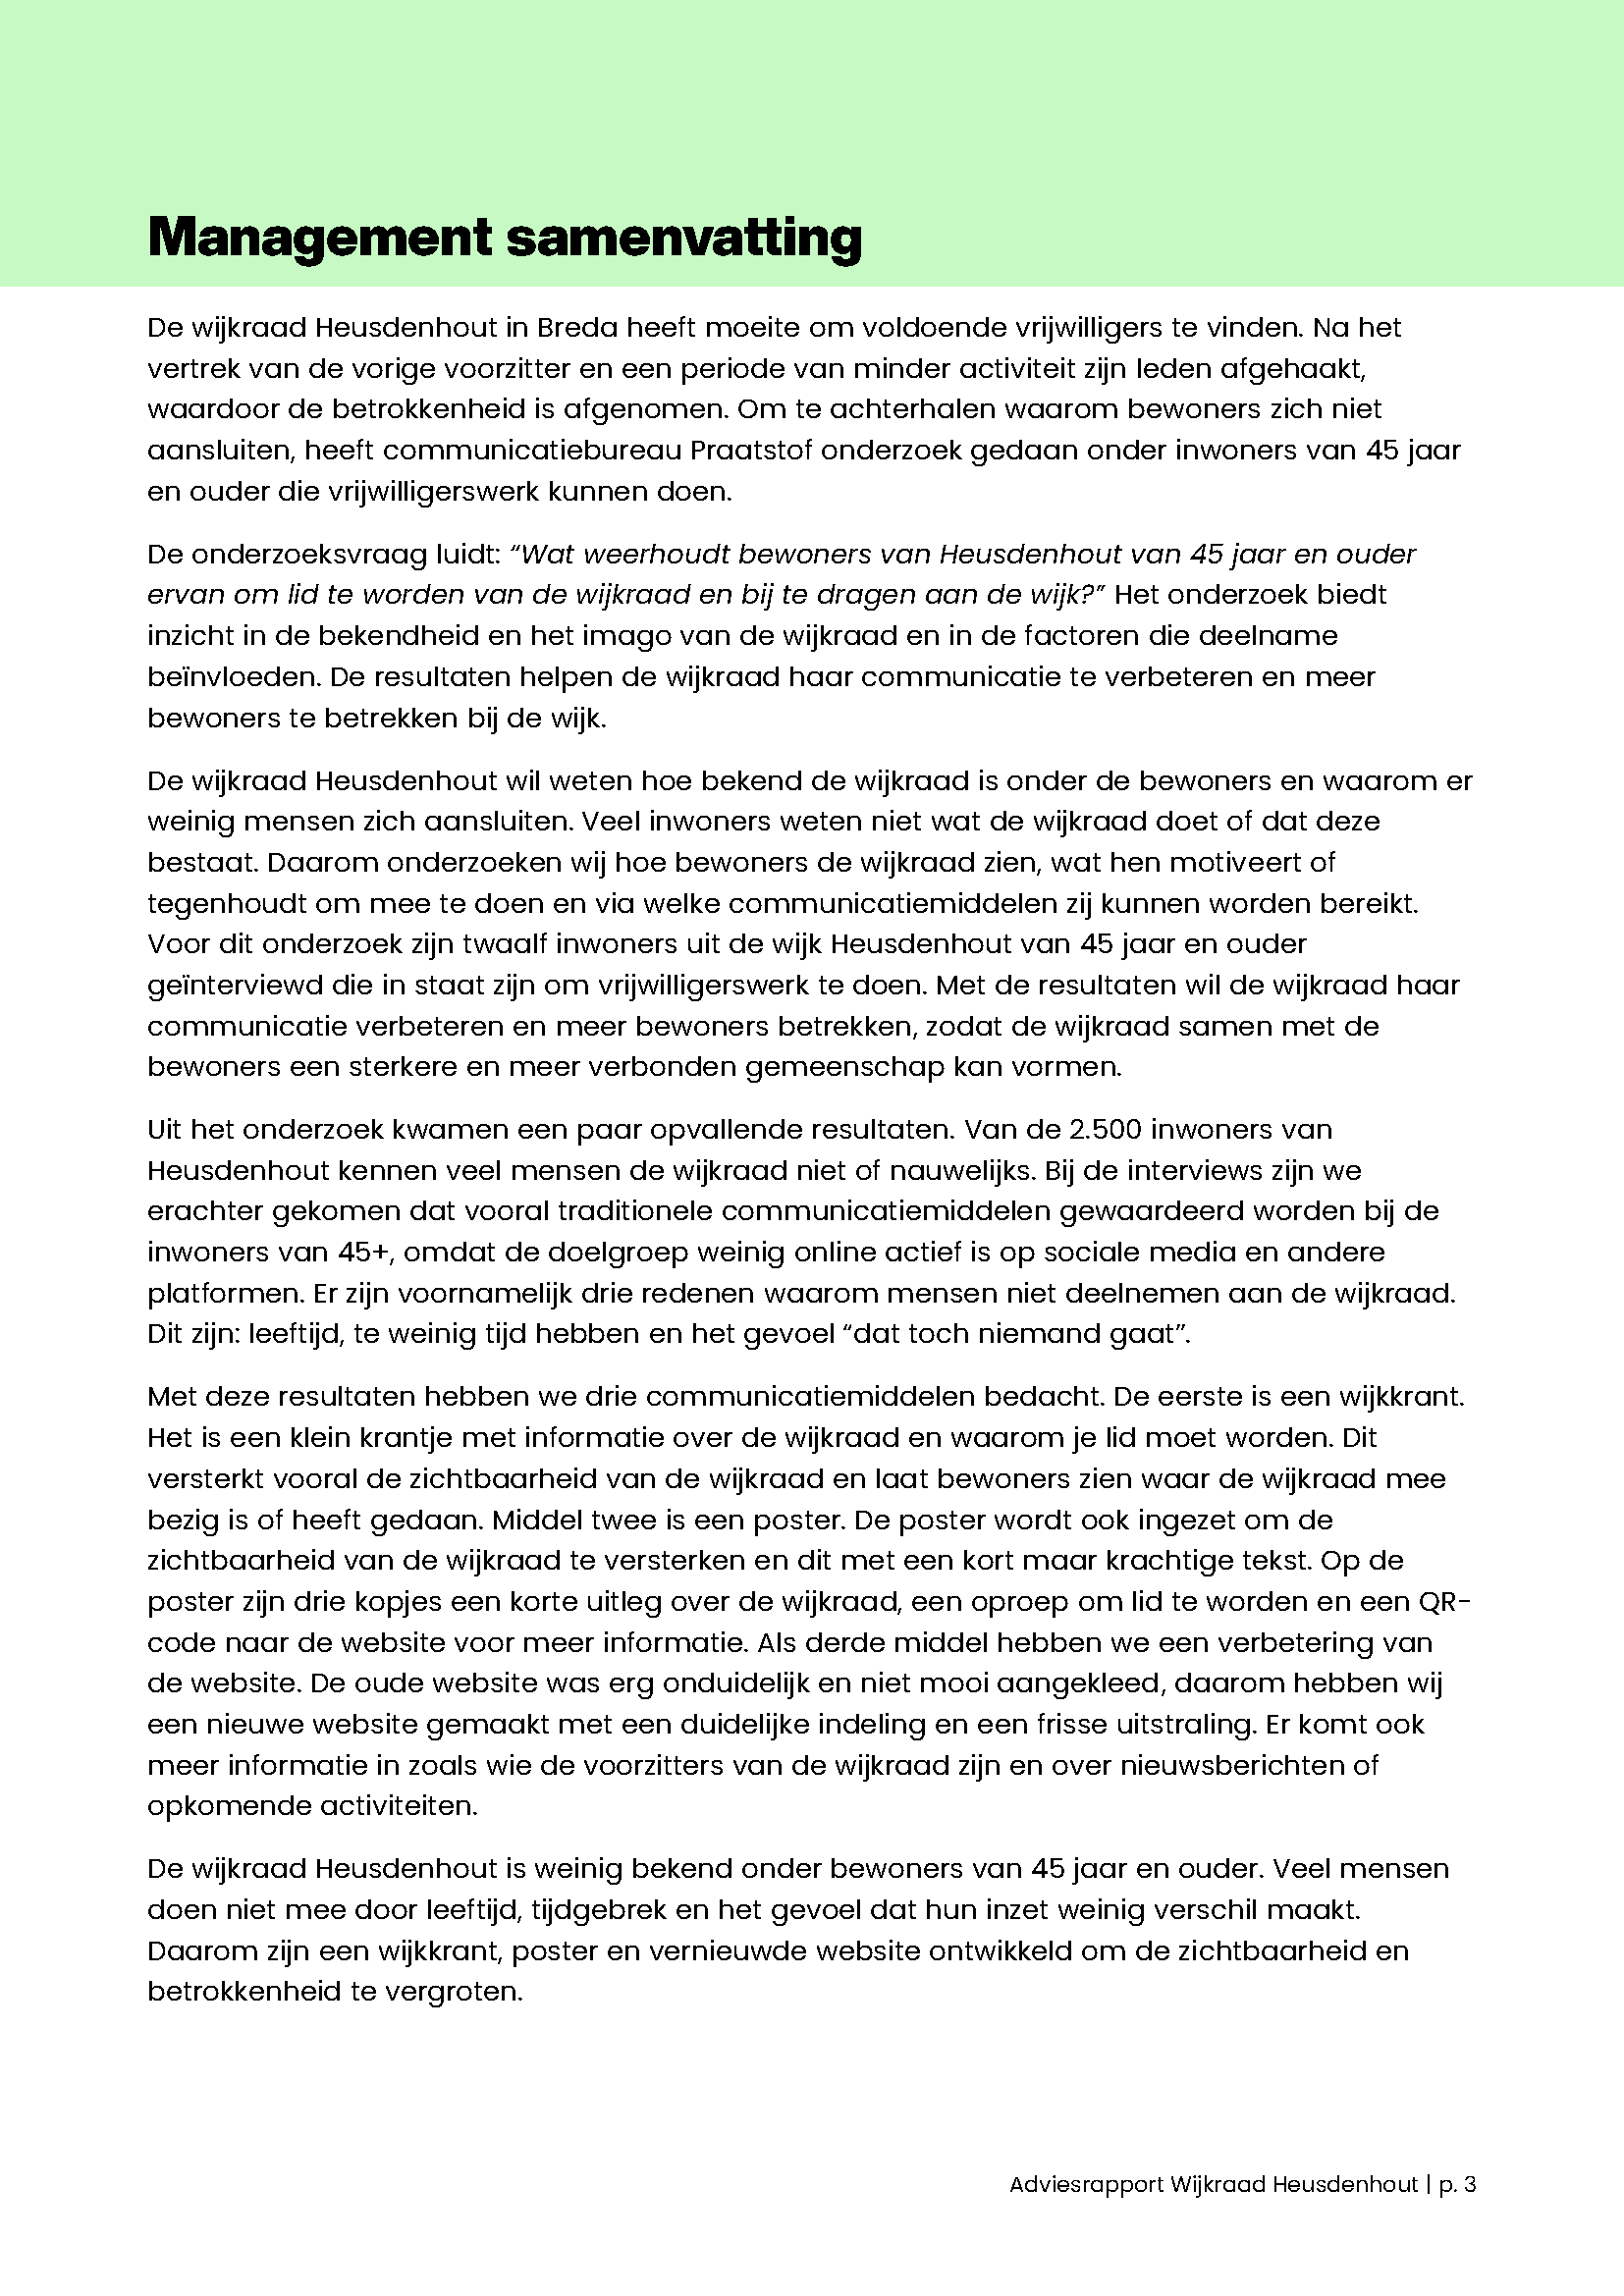 Management samenvatting
De wijkraad Heusdenhout in Breda heeft moeite om voldoende vrijwilligers te vinden. Na het
vertrek van de vorige voorzitter en een periode van minder activiteit zijn leden afgehaakt,
waardoor de betrokkenheid is afgenomen. Om te achterhalen waarom bewoners zich niet
aansluiten, heeft communicatiebureau Praatstof onderzoek gedaan onder inwoners van 45 jaar
en ouder die vrijwilligerswerk kunnen doen.
De onderzoeksvraag luidt: “Wat weerhoudt bewoners van Heusdenhout van 45 jaar en ouder
ervan om lid te worden van de wijkraad en bij te dragen aan de wijk?” Het onderzoek biedt
inzicht in de bekendheid en het imago van de wijkraad en in de factoren die deelname
beïnvloeden. De resultaten helpen de wijkraad haar communicatie te verbeteren en meer
bewoners te betrekken bij de wijk.
De wijkraad Heusdenhout wil weten hoe bekend de wijkraad is onder de bewoners en waarom er
weinig mensen zich aansluiten. Veel inwoners weten niet wat de wijkraad doet of dat deze
bestaat. Daarom onderzoeken wij hoe bewoners de wijkraad zien, wat hen motiveert of
tegenhoudt om mee te doen en via welke communicatiemiddelen zij kunnen worden bereikt.
Voor dit onderzoek zijn twaalf inwoners uit de wijk Heusdenhout van 45 jaar en ouder
geïnterviewd die in staat zijn om vrijwilligerswerk te doen. Met de resultaten wil de wijkraad haar
communicatie verbeteren en meer bewoners betrekken, zodat de wijkraad samen met de
bewoners een sterkere en meer verbonden gemeenschap kan vormen.
Uit het onderzoek kwamen een paar opvallende resultaten. Van de 2.500 inwoners van
Heusdenhout kennen veel mensen de wijkraad niet of nauwelijks. Bij de interviews zijn we
erachter gekomen dat vooral traditionele communicatiemiddelen gewaardeerd worden bij de
inwoners van 45+, omdat de doelgroep weinig online actief is op sociale media en andere
platformen. Er zijn voornamelijk drie redenen waarom mensen niet deelnemen aan de wijkraad.
Dit zijn: leeftijd, te weinig tijd hebben en het gevoel “dat toch niemand gaat”.
Met deze resultaten hebben we drie communicatiemiddelen bedacht. De eerste is een wijkkrant.
Het is een klein krantje met informatie over de wijkraad en waarom je lid moet worden. Dit
versterkt vooral de zichtbaarheid van de wijkraad en laat bewoners zien waar de wijkraad mee
bezig is of heeft gedaan. Middel twee is een poster. De poster wordt ook ingezet om de
zichtbaarheid van de wijkraad te versterken en dit met een kort maar krachtige tekst. Op de
poster zijn drie kopjes een korte uitleg over de wijkraad, een oproep om lid te worden en een QR-
code naar de website voor meer informatie. Als derde middel hebben we een verbetering van
de website. De oude website was erg onduidelijk en niet mooi aangekleed, daarom hebben wij
een nieuwe website gemaakt met een duidelijke indeling en een frisse uitstraling. Er komt ook
meer informatie in zoals wie de voorzitters van de wijkraad zijn en over nieuwsberichten of
opkomende activiteiten.
De wijkraad Heusdenhout is weinig bekend onder bewoners van 45 jaar en ouder. Veel mensen
doen niet mee door leeftijd, tijdgebrek en het gevoel dat hun inzet weinig verschil maakt.
Daarom zijn een wijkkrant, poster en vernieuwde website ontwikkeld om de zichtbaarheid en
betrokkenheid te vergroten.
Adviesrapport Wijkraad Heusdenhout | p. 3